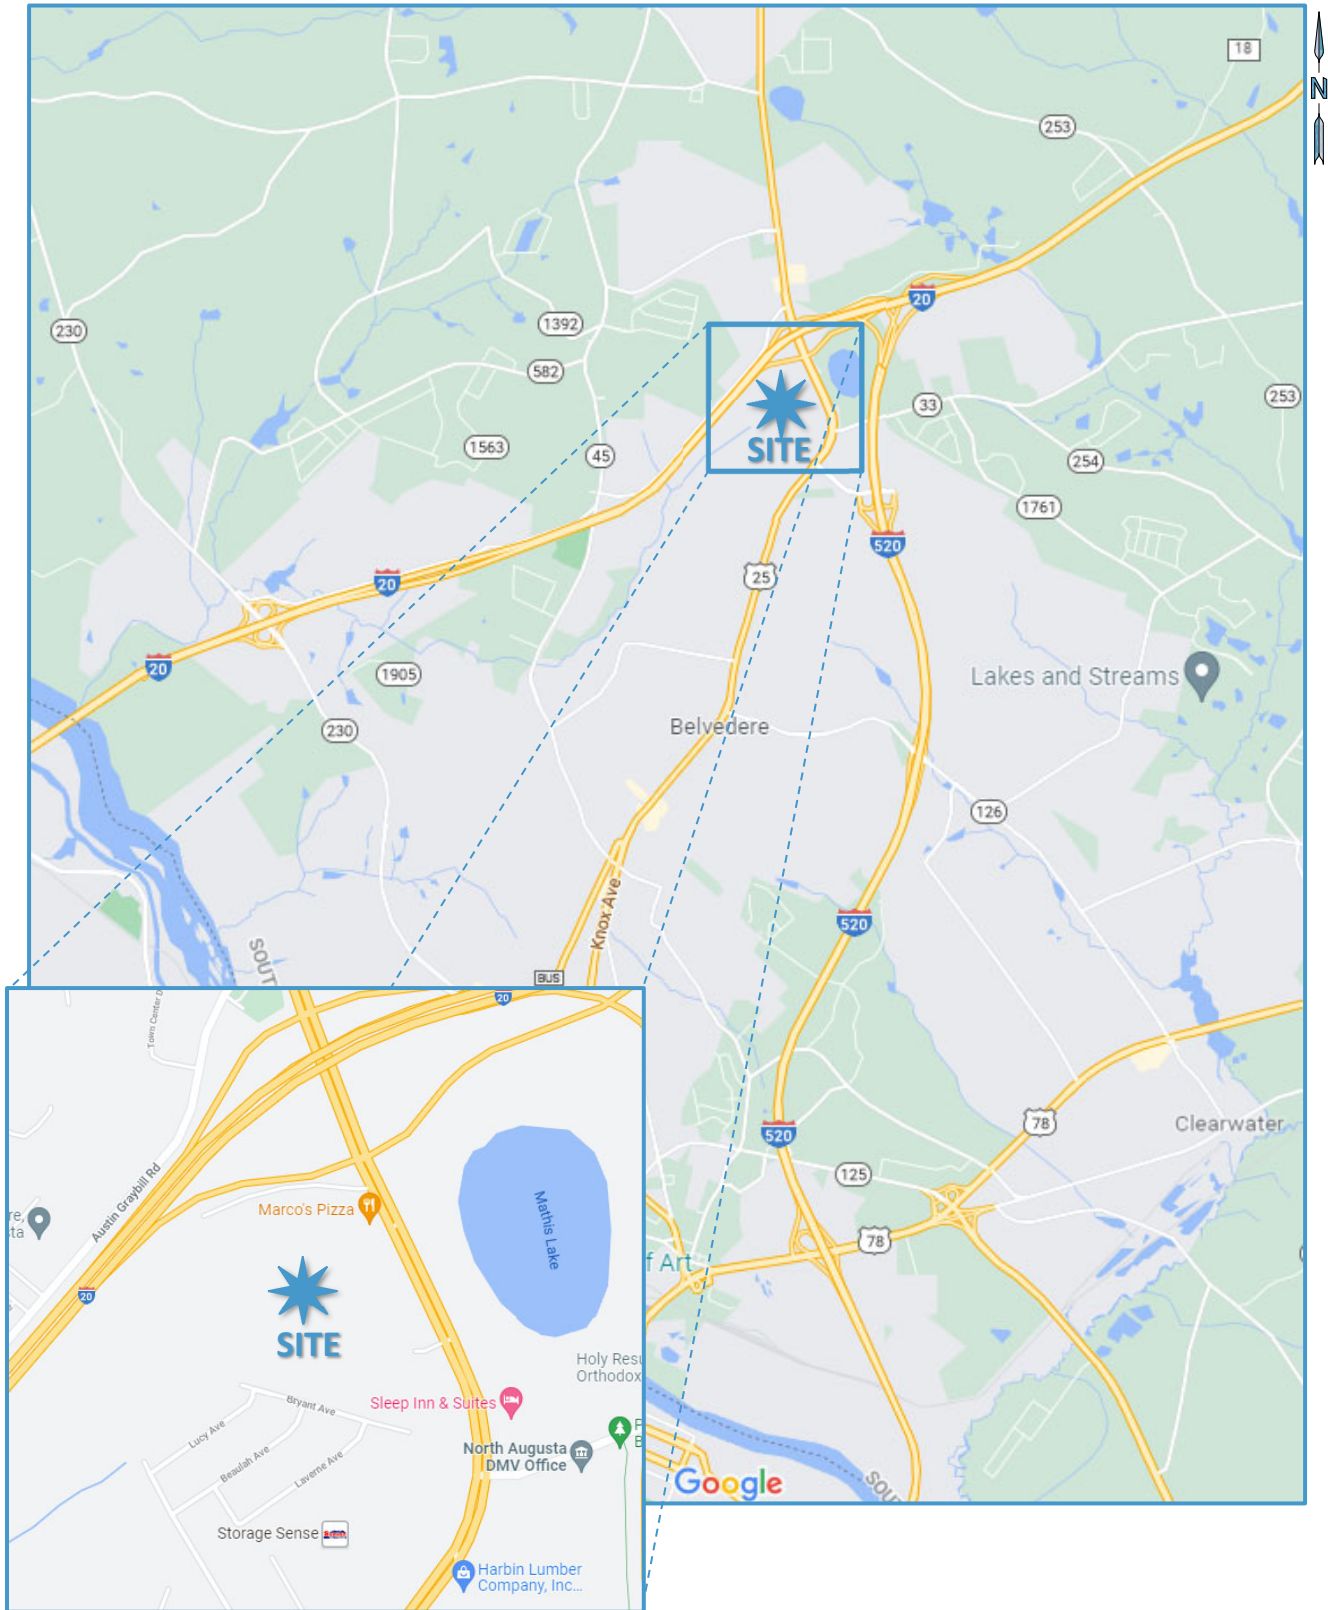 N
18
253
20
230
1392
582
33
253
SITE
1563
45
254
1761
520
25
20
20
1905
Lakes and Streams
230
Belvedere
126
Knox Ave
520
BUS
78
Clearwater
520
125
78
f Art
Google
20
Town Center D
Austin Graybill Rd
Marco's Pizza
Mathis Lake
re,
ta
20
SITE
Holy Resu
Orthodox
Sleep Inn & Suites
Bryant Ave
Lucy Ave
Beaulah Ave
Laverne Ave
North Augusta
DMV Office
P
B
Storage Sense
Harbin Lumber
Company, Inc...
SOUT
SOU